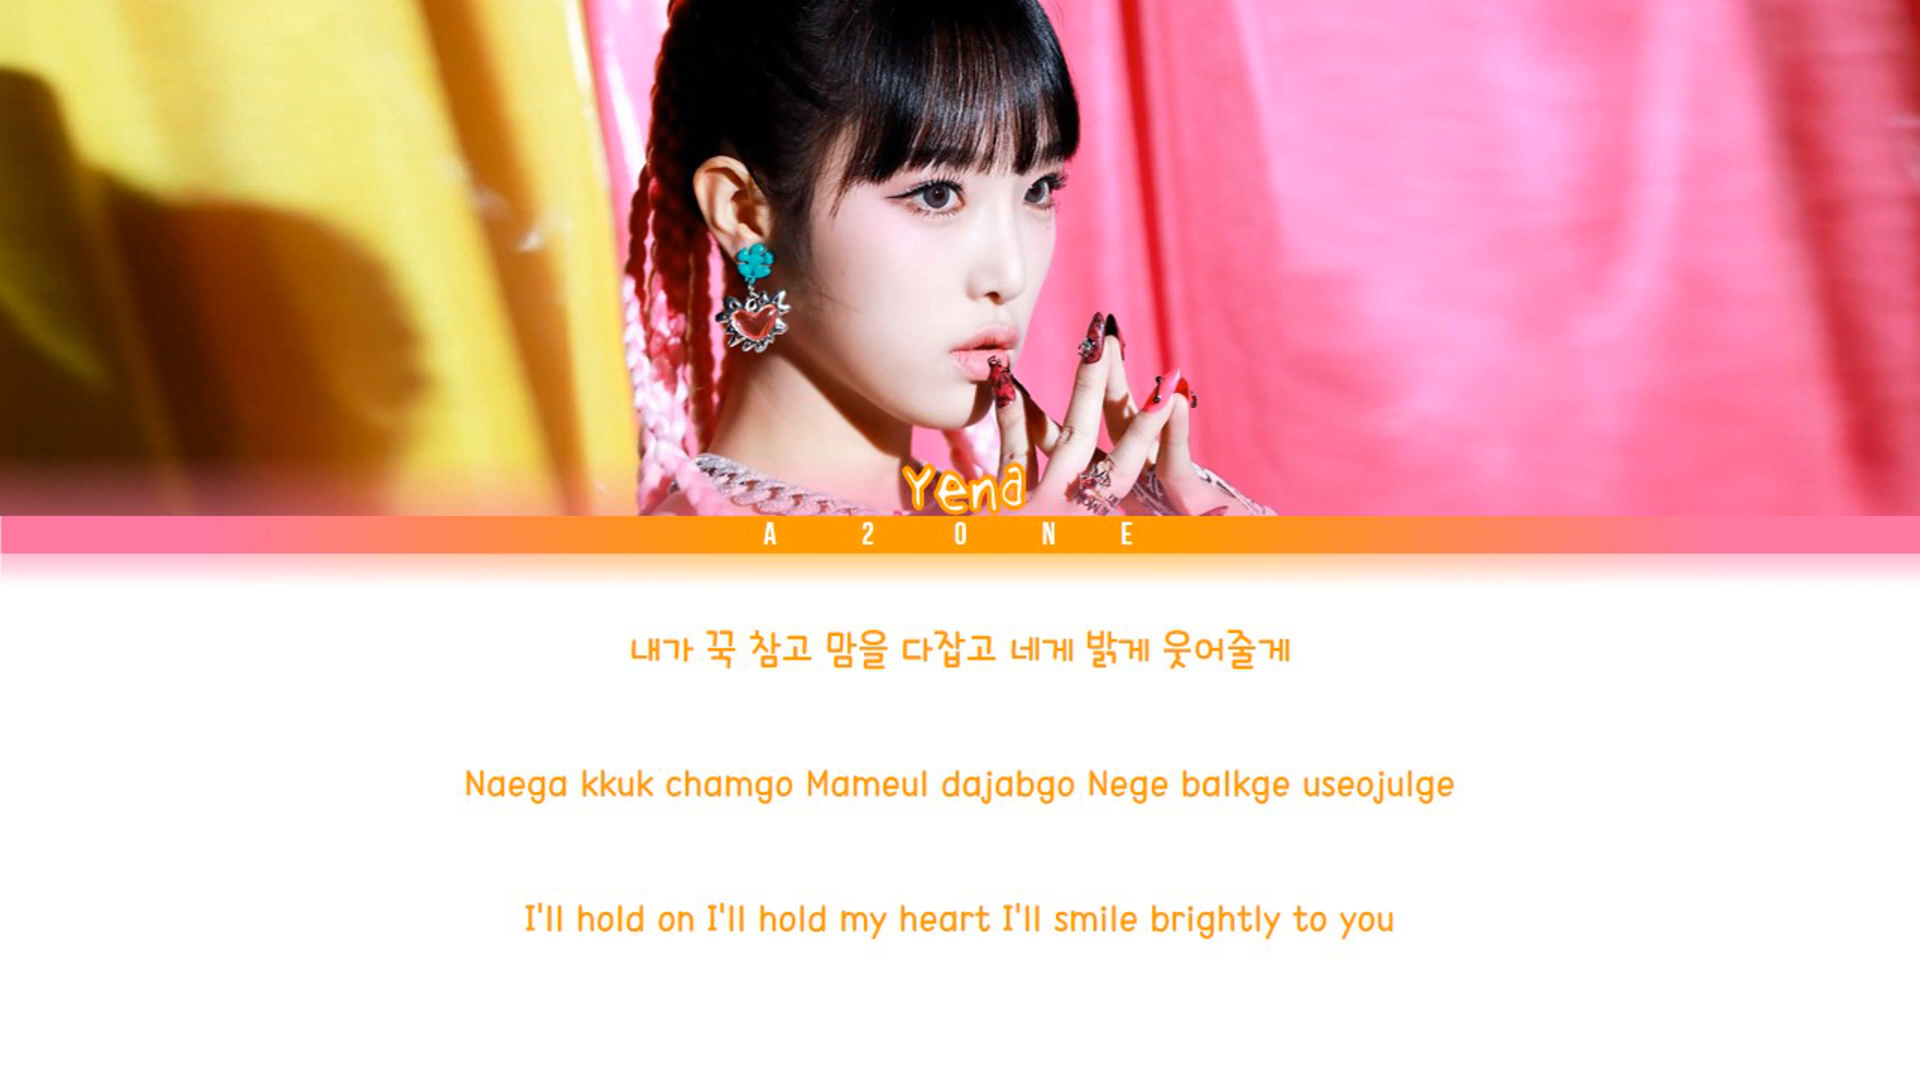 Yena
A 2 O N E
내가 꾹 참고 맘을 다잡고 네게 밝게 웃어줄게
Naega kkuk chamgo Mameul dajabgo Nege balkge useojulge
I'll hold on I'll hold my heart I'll smile brightly to you